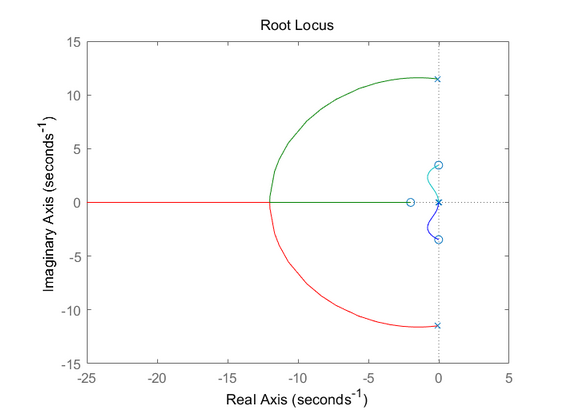 Root Locus
15
10
5
0
-5
-10
-15
Imaginary Axis (seconds⁻¹)
-25 -20 -15 -10 -5 0 5
Real Axis (seconds⁻¹)